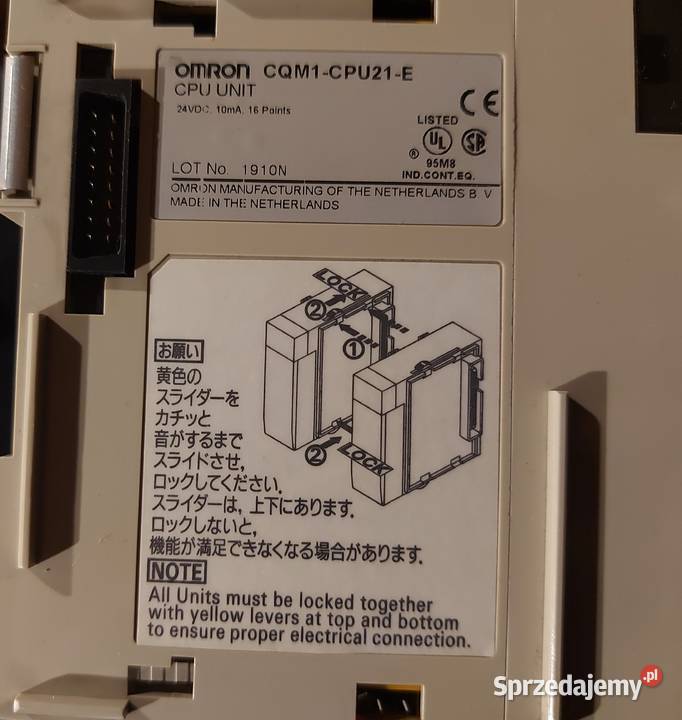 OMRON CQM1-CPU21-E
CPU UNIT
24VDC, 10mA, 16 Points
CE
LISTED
UL
SP
®
95M8
IND.CONT.EQ.
LOT No. 1910N
OMRON MANUFACTURING OF THE NETHERLANDS B V
MADE IN THE NETHERLANDS
LOCK
②
①
②
LOCK
お願い
黄色の
スライダーを
カチッと
音がするまで
スライドさせ,
ロックしてください.
スライダーは, 上下にあります.
ロックしないと,
機能が満足できなくなる場合があります.
NOTE
All Units must be locked together
with yellow levers at top and bottom
to ensure proper electrical connection.
Sprzedajemy.pl